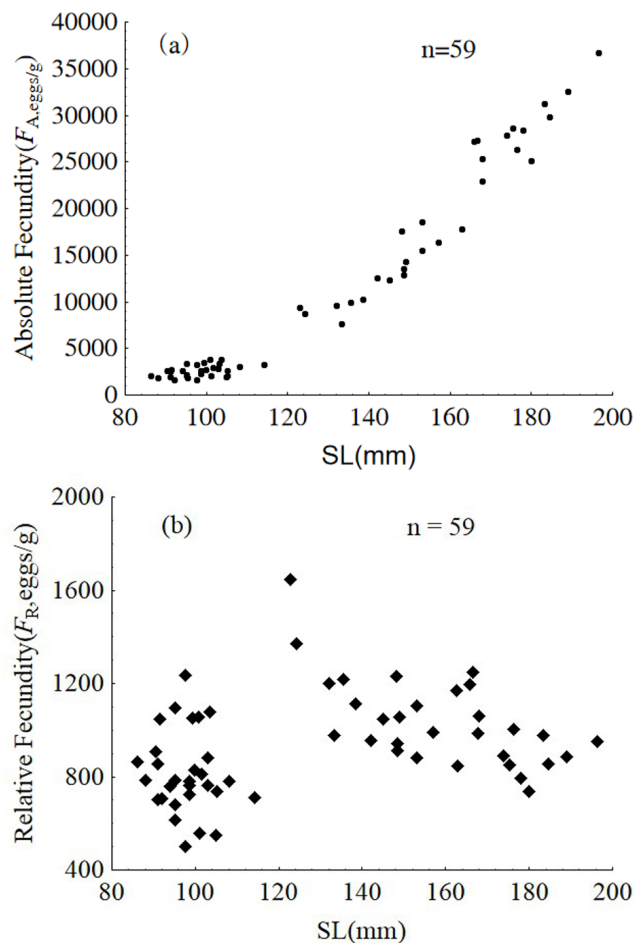 (a)
n=59
Absolute Fecundity(F_A,eggs/g)
40000
35000
30000
25000
20000
15000
10000
5000
0
80 100 120 140 160 180 200
SL(mm)
(b)
n = 59
Relative Fecundity(F_R,eggs/g)
2000
1600
1200
800
400
80 100 120 140 160 180 200
SL(mm)